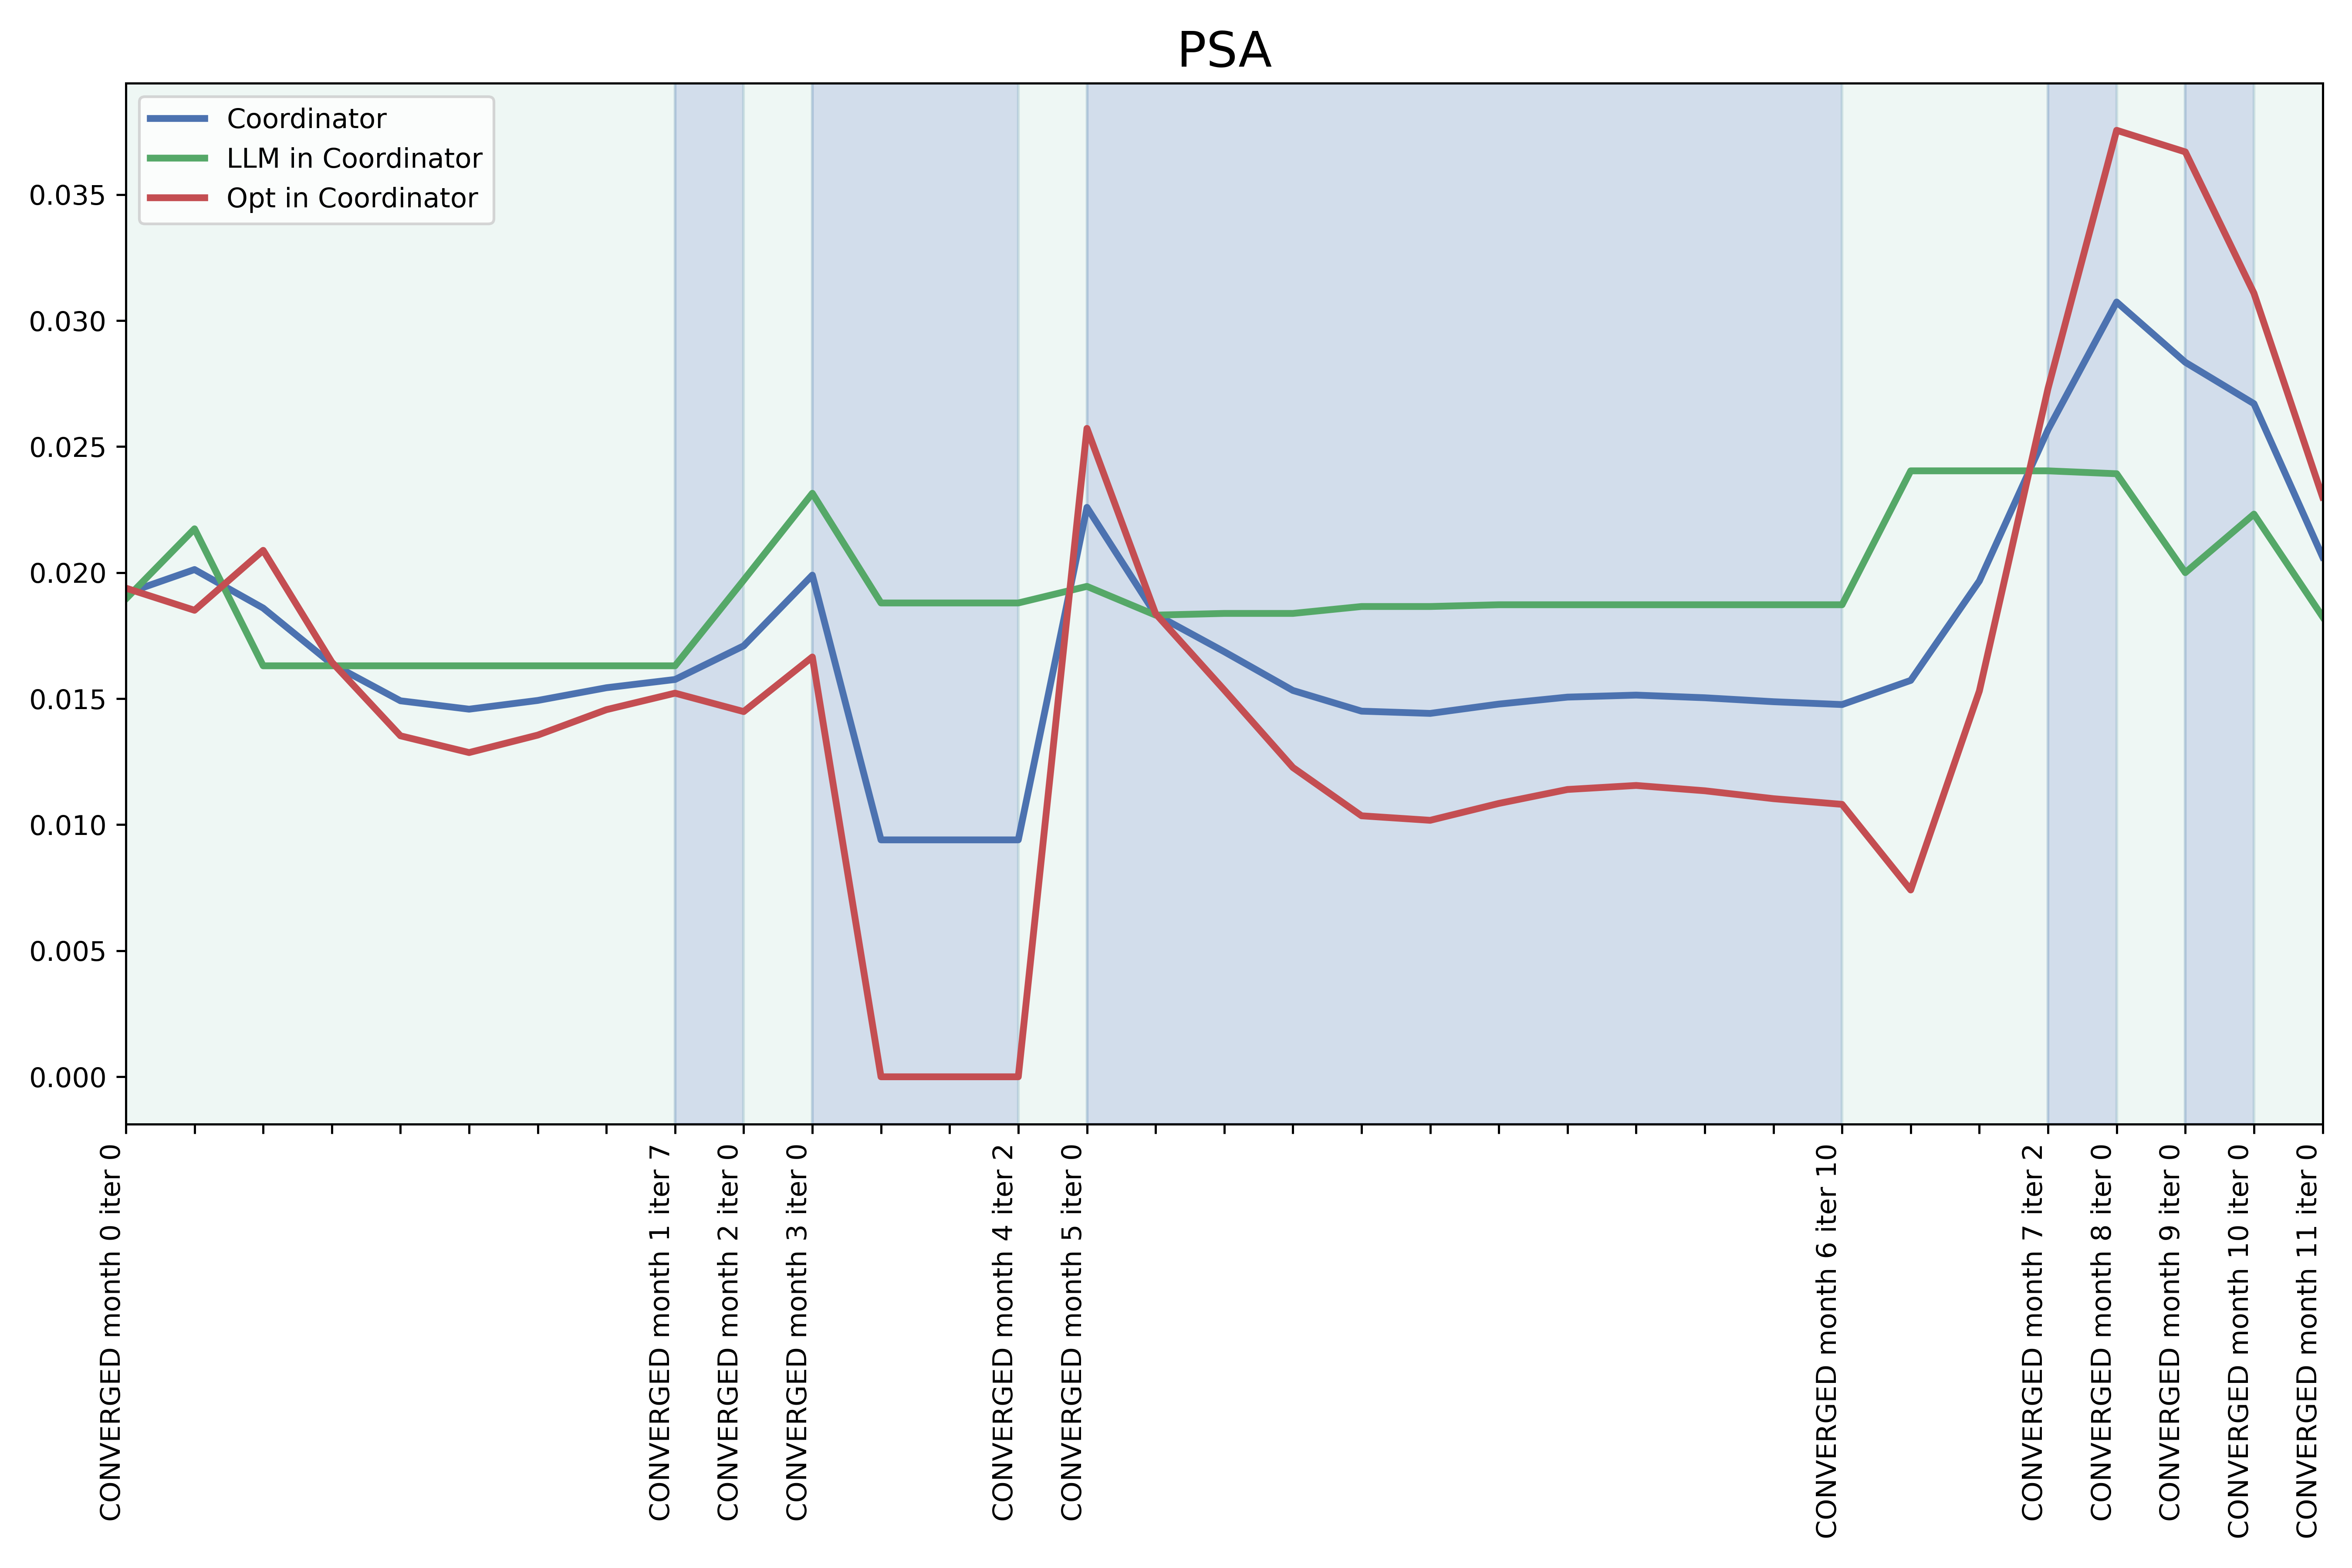 PSA
Coordinator
LLM in Coordinator
Opt in Coordinator
0.035
0.030
0.025
0.020
0.015
0.010
0.005
0.000
CONVERGED month 0 iter 0
CONVERGED month 1 iter 7
CONVERGED month 2 iter 0
CONVERGED month 3 iter 0
CONVERGED month 4 iter 2
CONVERGED month 5 iter 0
CONVERGED month 6 iter 10
CONVERGED month 7 iter 2
CONVERGED month 8 iter 0
CONVERGED month 9 iter 0
CONVERGED month 10 iter 0
CONVERGED month 11 iter 0